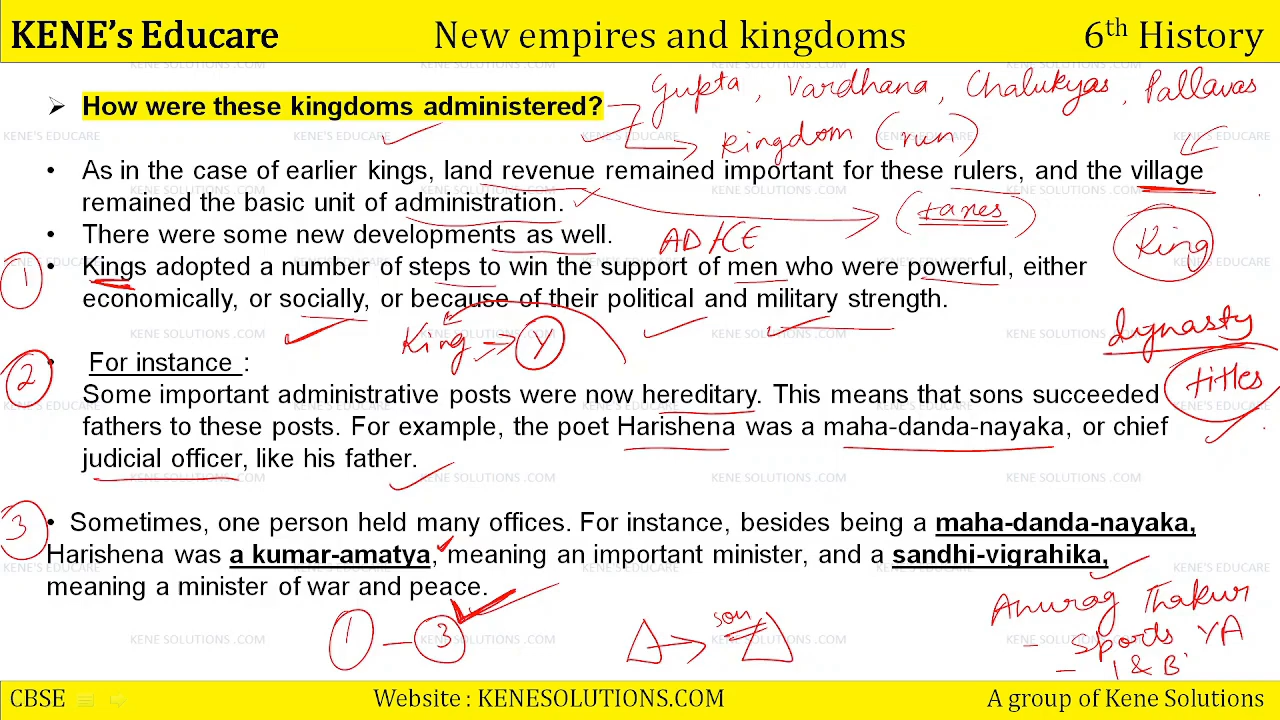 KENE's Educare New empires and kingdoms 6th History
➢ How were these kingdoms administered?
Gupta, Vardhana, Chalukyas, Pallavas
Kingdom (run)
• As in the case of earlier kings, land revenue remained important for these rulers, and the village
remained the basic unit of administration.
(taxes)
• There were some new developments as well.
AD/CE
King
• Kings adopted a number of steps to win the support of men who were powerful, either
economically, or socially, or because of their political and military strength.
1
King → Y
dynasty
titles
2
• For instance :
Some important administrative posts were now hereditary. This means that sons succeeded
fathers to these posts. For example, the poet Harishena was a maha-danda-nayaka, or chief
judicial officer, like his father.
3
• Sometimes, one person held many offices. For instance, besides being a maha-danda-nayaka,
Harishena was a kumar-amatya, meaning an important minister, and a sandhi-vigrahika,
meaning a minister of war and peace.
1 – 3
son
Anurag Thakur
- Sports YA
- I & B
CBSE Website : KENESOLUTIONS.COM A group of Kene Solutions